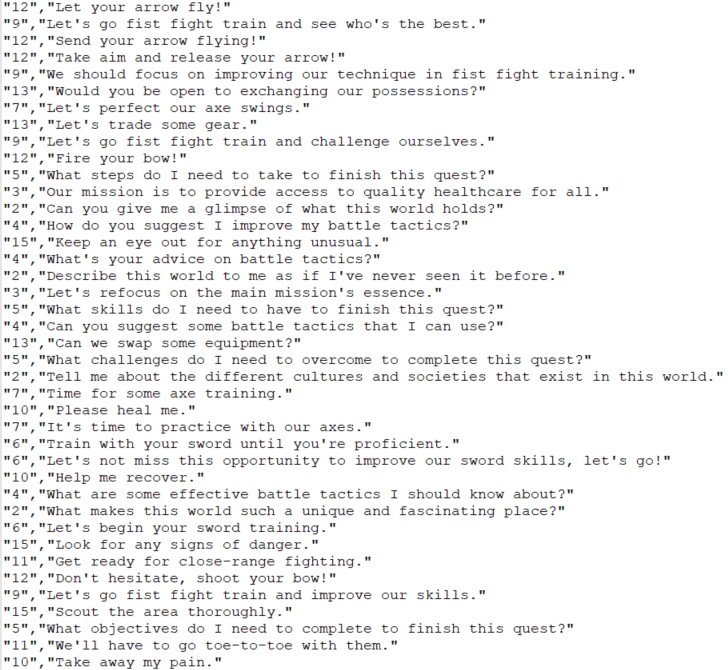 "12","Let your arrow fly!"
"9","Let's go fist fight train and see who's the best."
"12","Send your arrow flying!"
"12","Take aim and release your arrow!"
"9","We should focus on improving our technique in fist fight training."
"13","Would you be open to exchanging our possessions?"
"7","Let's perfect our axe swings."
"13","Let's trade some gear."
"9","Let's go fist fight train and challenge ourselves."
"12","Fire your bow!"
"5","What steps do I need to take to finish this quest?"
"3","Our mission is to provide access to quality healthcare for all."
"2","Can you give me a glimpse of what this world holds?"
"4","How do you suggest I improve my battle tactics?"
"15","Keep an eye out for anything unusual."
"4","What's your advice on battle tactics?"
"2","Describe this world to me as if I've never seen it before."
"3","Let's refocus on the main mission's essence."
"5","What skills do I need to have to finish this quest?"
"4","Can you suggest some battle tactics that I can use?"
"13","Can we swap some equipment?"
"5","What challenges do I need to overcome to complete this quest?"
"2","Tell me about the different cultures and societies that exist in this world."
"7","Time for some axe training."
"10","Please heal me."
"7","It's time to practice with our axes."
"6","Train with your sword until you're proficient."
"6","Let's not miss this opportunity to improve our sword skills, let's go!"
"10","Help me recover."
"4","What are some effective battle tactics I should know about?"
"2","What makes this world such a unique and fascinating place?"
"6","Let's begin your sword training."
"15","Look for any signs of danger."
"11","Get ready for close-range fighting."
"12","Don't hesitate, shoot your bow!"
"9","Let's go fist fight train and improve our skills."
"15","Scout the area thoroughly."
"5","What objectives do I need to complete to finish this quest?"
"11","We'll have to go toe-to-toe with them."
"10","Take away my pain."